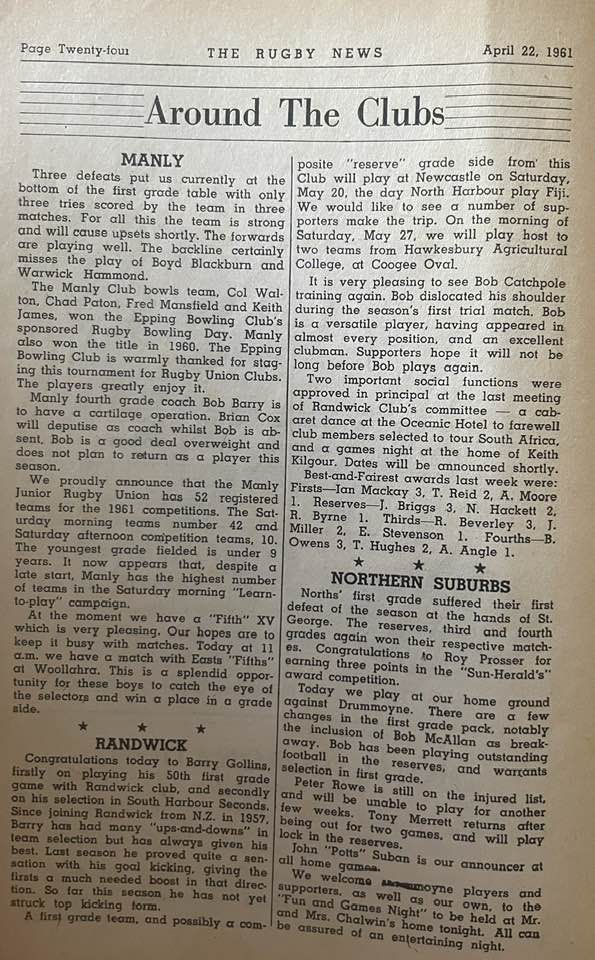 Page Twenty-four
THE RUGBY NEWS
April 22, 1961
Around The Clubs
MANLY
Three defeats put us currently at the
bottom of the first grade table with only
three tries scored by the team in three
matches. For all this the team is strong
and will cause upsets shortly. The forwards
are playing well. The backline certainly
misses the play of Boyd Blackburn and
Warwick Hammond.
The Manly Club bowls team, Col Wal-
ton, Chad Paton, Fred Mansfield and Keith
James, won the Epping Bowling Club's
sponsored Rugby Bowling Day. Manly
also won the title in 1960. The Epping
Bowling Club is warmly thanked for stag-
ing this tournament for Rugby Union Clubs.
The players greatly enjoy it.
Manly fourth grade coach Bob Barry is
to have a cartilage operation. Brian Cox
will deputise as coach whilst Bob is ab-
sent. Bob is a good deal overweight and
does not plan to return as a player this
season.
We proudly announce that the Manly
Junior Rugby Union has 52 registered
teams for the 1961 competitions. The Sat-
urday morning teams number 42 and
Saturday afternoon competition teams, 10.
The youngest grade fielded is under 9
years. It now appears that, despite a
late start, Manly has the highest number
of teams in the Saturday morning "Learn-
to-play" campaign.
At the moment we have a "Fifth" XV
which is very pleasing. Our hopes are to
keep it busy with matches. Today at 11
a.m. we have a match with Easts "Fifths"
at Woollahra. This is a splendid oppor-
tunity for these boys to catch the eye of
the selectors and win a place in a grade
side.
★ ★ ★
RANDWICK
Congratulations today to Barry Gollins,
firstly on playing his 50th first grade
game with Randwick club, and secondly
on his selection in South Harbour Seconds.
Since joining Randwick from N.Z. in 1957,
Barry has had many "ups-and-downs" in
team selection but has always given his
best. Last season he proved quite a sen-
sation with his goal kicking, giving the
firsts a much needed boost in that direc-
tion. So far this season he has not yet
struck top kicking form.
A first grade team, and possibly a com-
posite "reserve" grade side from this
Club will play at Newcastle on Saturday,
May 20, the day North Harbour play Fiji.
We would like to see a number of sup-
porters make the trip. On the morning of
Saturday, May 27, we will play host to
two teams from Hawkesbury Agricultural
College, at Coogee Oval.
It is very pleasing to see Bob Catchpole
training again. Bob dislocated his shoulder
during the season's first trial match. Bob
is a versatile player, having appeared in
almost every position, and an excellent
clubman. Supporters hope it will not be
long before Bob plays again.
Two important social functions were
approved in principal at the last meeting
of Randwick Club's committee — a cab-
aret dance at the Oceanic Hotel to farewell
club members selected to tour South Africa,
and a games night at the home of Keith
Kilgour. Dates will be announced shortly.
Best-and-Fairest awards last week were:
Firsts—Ian Mackay 3, T. Reid 2, A. Moore
1. Reserves—J. Briggs 3, N. Hackett 2,
R. Byrne 1. Thirds—R. Beverley 3, J.
Miller 2, E. Stevenson 1. Fourths—B.
Owens 3, T. Hughes 2, A. Angle 1.
★ ★ ★
NORTHERN SUBURBS
Norths' first grade suffered their first
defeat of the season at the hands of St.
George. The reserves, third and fourth
grades again won their respective match-
es. Congratulations to Roy Prosser for
earning three points in the "Sun-Herald's"
award competition.
Today we play at our home ground
against Drummoyne. There are a few
changes in the first grade pack, notably
the inclusion of Bob McAllan as break-
away. Bob has been playing outstanding
football in the reserves, and warrants
selection in first grade.
Peter Rowe is still on the injured list,
and will be unable to play for another
few weeks. Tony Merrett returns after
being out for two games, and will play
lock in the reserves.
John "Potts" Suban is our announcer at
all home games.
We welcome moyne players and
supporters, as well as our own, to the
"Fun and Games Night" to be held at Mr.
and Mrs. Chalwin's home tonight. All can
be assured of an entertaining night.